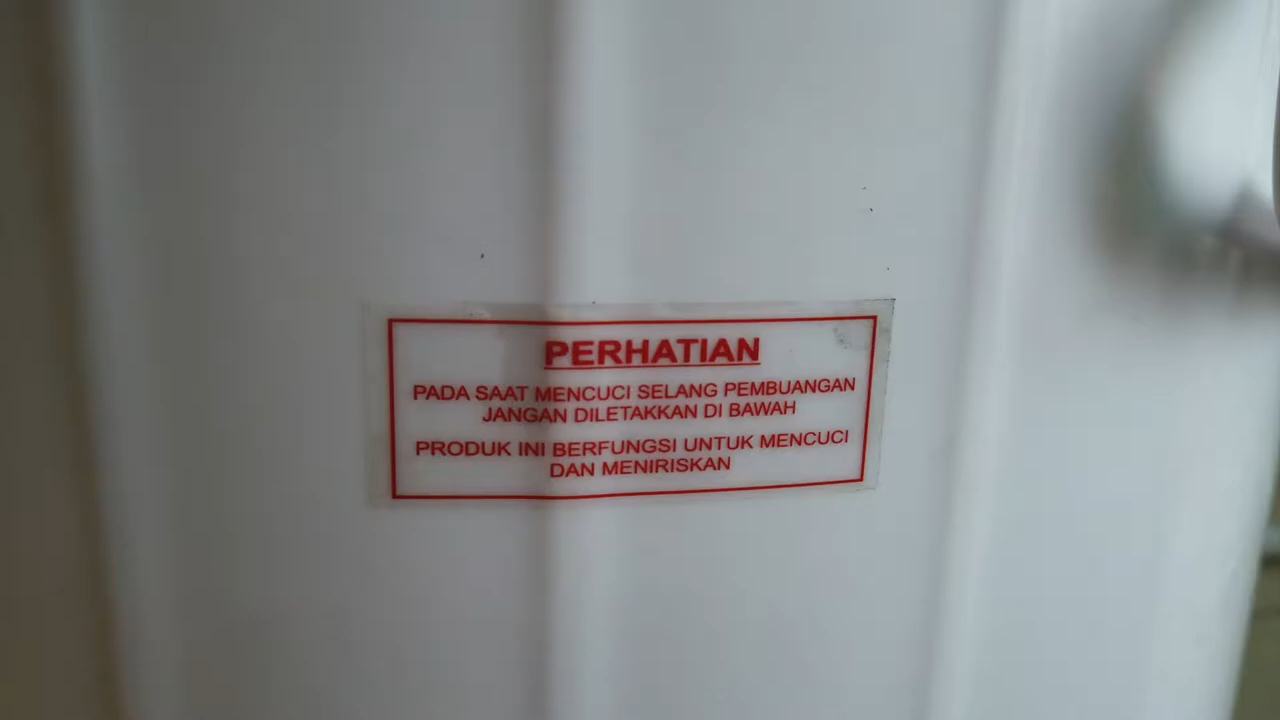 PERHATIAN
PADA SAAT MENCUCI SELANG PEMBUANGAN
JANGAN DILETAKKAN DI BAWAH
PRODUK INI BERFUNGSI UNTUK MENCUCI
DAN MENIRISKAN